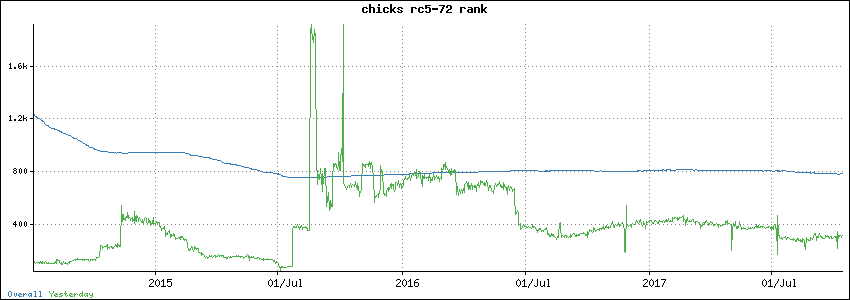 chicks rc5-72 rank
1.6k
1.2k
800
400
2015 01/Jul 2016 01/Jul 2017 01/Jul
Overall Yesterday